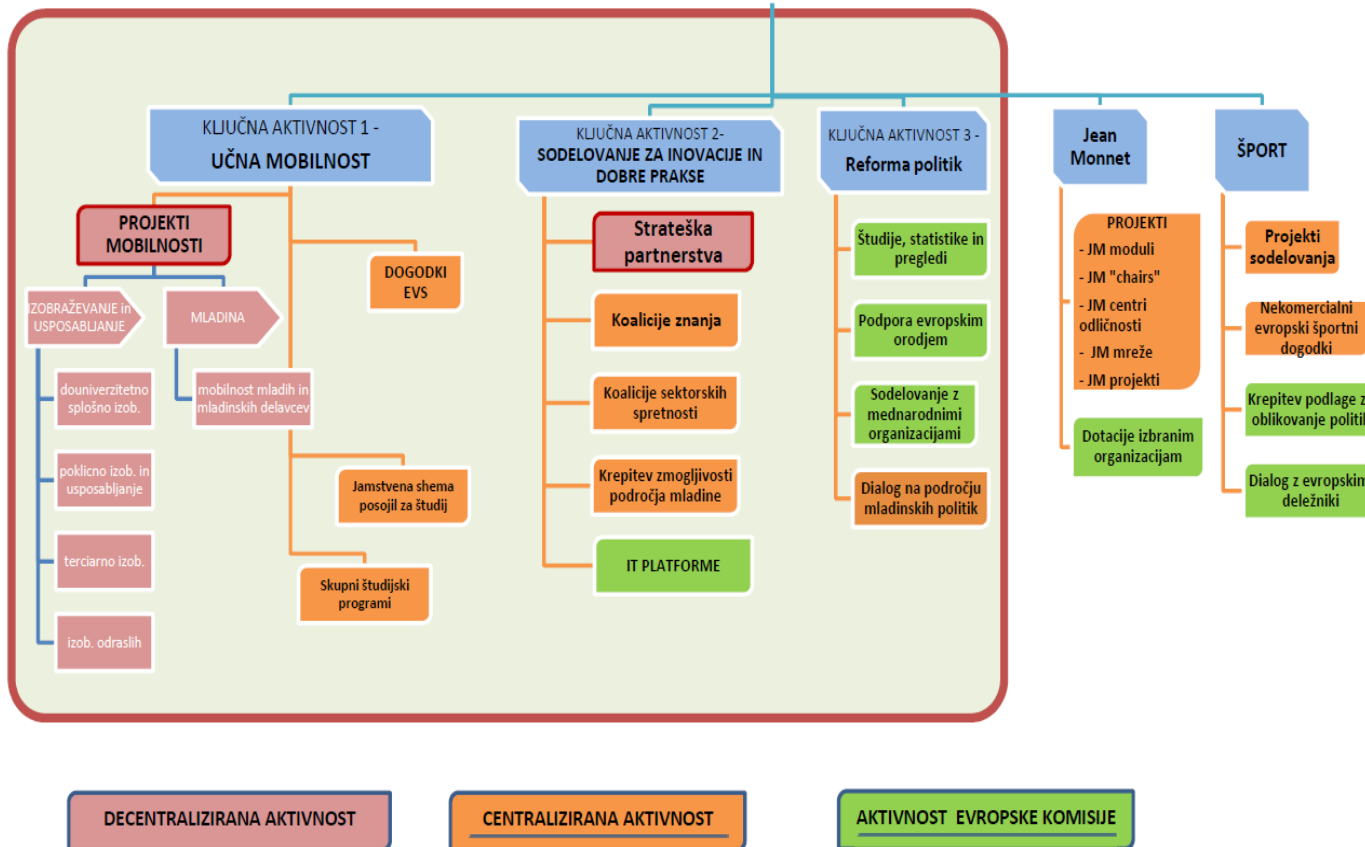 KLJUČNA AKTIVNOST 1 -
UČNA MOBILNOST
PROJEKTI
MOBILNOSTI
IZOBRAŽEVANJE in
USPOSABLJANJE
douniverzitetno
splošno izob.
poklicno izob. in
usposabljanje
terciarno izob.
izob. odraslih
MLADINA
mobilnost mladih in
mladinskih delavcev
DOGODKI
EVS
Jamstvena shema
posojil za študij
Skupni študijski
programi
KLJUČNA AKTIVNOST 2-
SODELOVANJE ZA INOVACIJE IN
DOBRE PRAKSE
Strateška
partnerstva
Koalicije znanja
Koalicije sektorskih
spretnosti
Krepitev zmogljivosti
področja mladine
IT PLATFORME
KLJUČNA AKTIVNOST 3 -
Reforma politik
Študije, statistike in
pregledi
Podpora evropskim
orodjem
Sodelovanje z
mednarodnimi
organizacijami
Dialog na področju
mladinskih politik
Jean
Monnet
PROJEKTI
- JM moduli
- JM "chairs"
- JM centri
odličnosti
- JM mreže
- JM projekti
Dotacije izbranim
organizacijam
ŠPORT
Projekti
sodelovanja
Nekomercialni
evropski športni
dogodki
Krepitev podlage
oblikovanje
Dialog z
deležniki
DECENTRALIZIRANA AKTIVNOST
CENTRALIZIRANA AKTIVNOST
AKTIVNOST EVROPSKE KOMISIJE